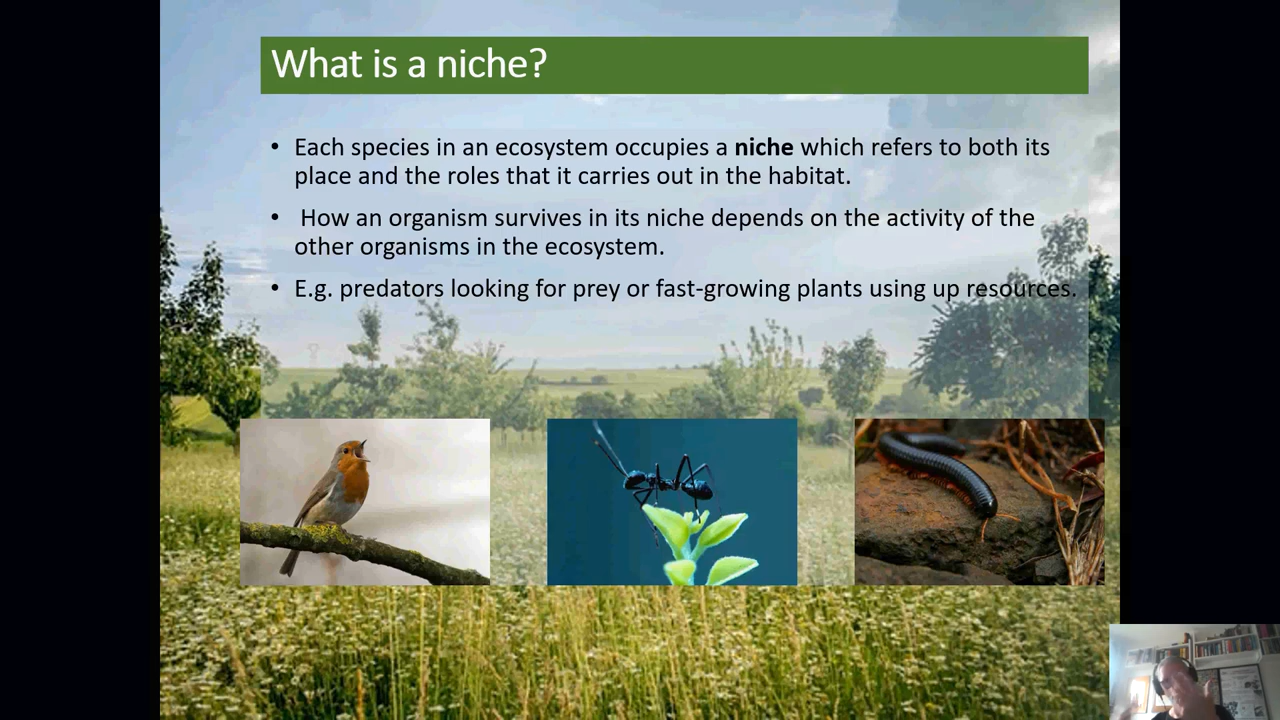 What is a niche?
• Each species in an ecosystem occupies a niche which refers to both its
place and the roles that it carries out in the habitat.
• How an organism survives in its niche depends on the activity of the
other organisms in the ecosystem.
• E.g. predators looking for prey or fast-growing plants using up resources.